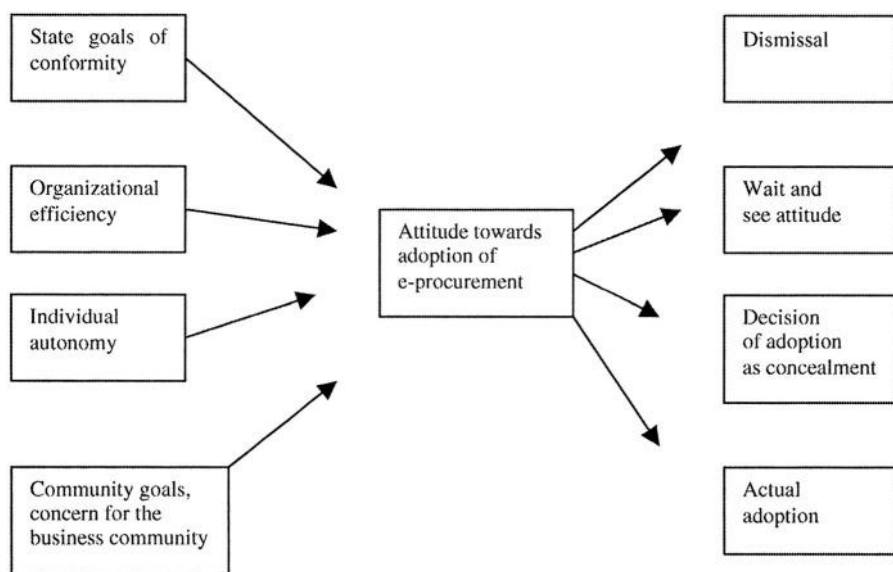 State goals of
conformity
Organizational
efficiency
Individual
autonomy
Community goals,
concern for the
business community
Attitude towards
adoption of
e-procurement
Dismissal
Wait and
see attitude
Decision
of adoption
as concealment
Actual
adoption